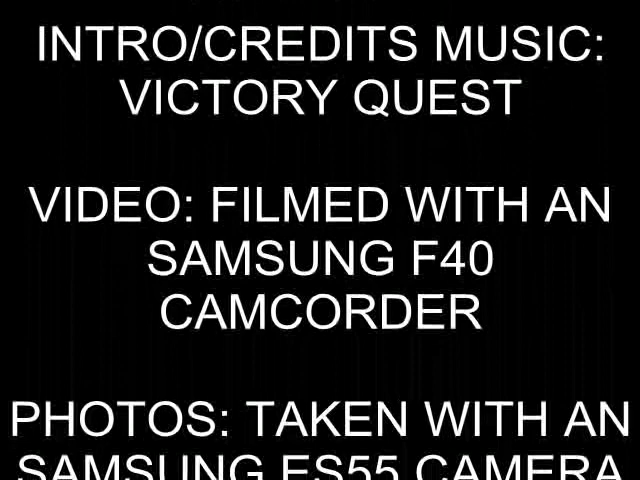 INTRO/CREDITS MUSIC:
VICTORY QUEST
VIDEO: FILMED WITH AN
SAMSUNG F40
CAMCORDER
PHOTOS: TAKEN WITH AN
SAMSUNG ES55 CAMERA